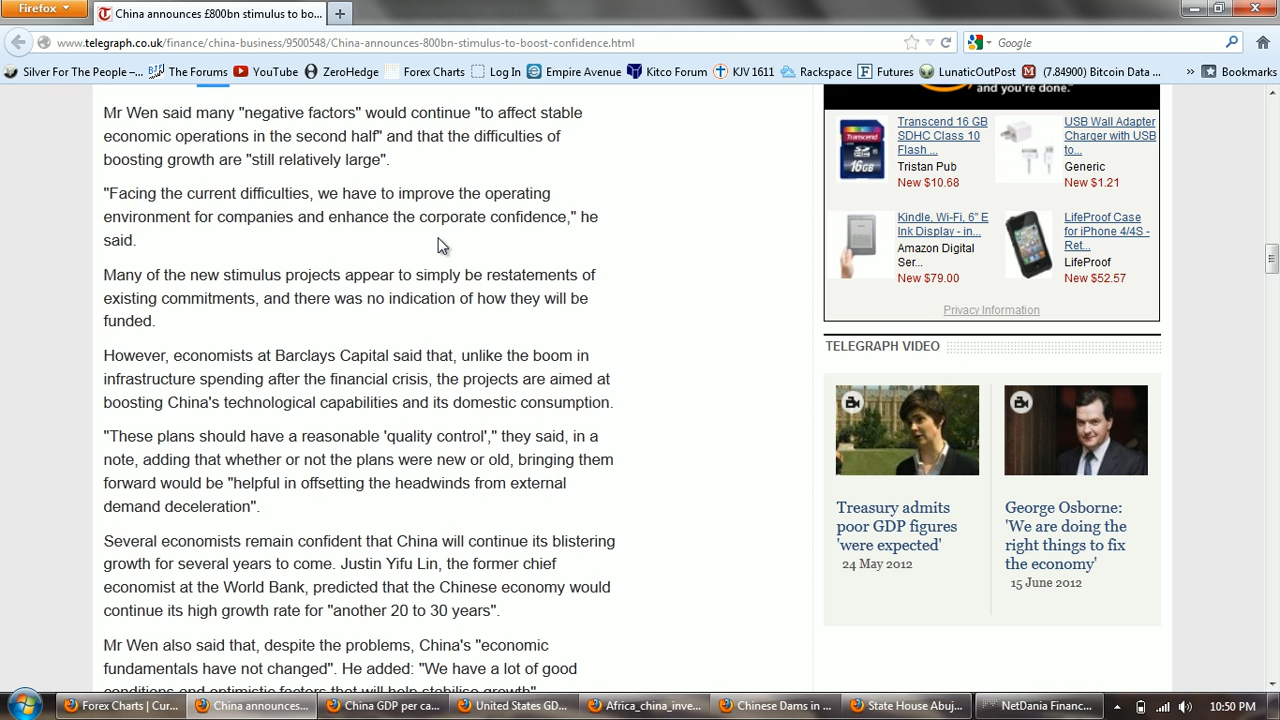 Firefox
China announces £800bn stimulus to bo...
www.telegraph.co.uk/finance/china-business/9500548/China-announces-800bn-stimulus-to-boost-confidence.html
Google
Silver For The People –...
The Forums
YouTube
ZeroHedge
Forex Charts
Log In
Empire Avenue
Kitco Forum
KJV 1611
Rackspace
Futures
LunaticOutPost
(7.84900) Bitcoin Data ...
»
Bookmarks
Mr Wen said many "negative factors" would continue "to affect stable
economic operations in the second half" and that the difficulties of
boosting growth are "still relatively large".
"Facing the current difficulties, we have to improve the operating
environment for companies and enhance the corporate confidence," he
said.
Many of the new stimulus projects appear to simply be restatements of
existing commitments, and there was no indication of how they will be
funded.
However, economists at Barclays Capital said that, unlike the boom in
infrastructure spending after the financial crisis, the projects are aimed at
boosting China's technological capabilities and its domestic consumption.
"These plans should have a reasonable 'quality control'," they said, in a
note, adding that whether or not the plans were new or old, bringing them
forward would be "helpful in offsetting the headwinds from external
demand deceleration".
Several economists remain confident that China will continue its blistering
growth for several years to come. Justin Yifu Lin, the former chief
economist at the World Bank, predicted that the Chinese economy would
continue its high growth rate for "another 20 to 30 years".
Mr Wen also said that, despite the problems, China's "economic
fundamentals have not changed". He added: "We have a lot of good
conditions and optimistic factors that will help stabilise growth"
and you're done.”
Transcend 16 GB
SDHC Class 10
Flash ...
Tristan Pub
New $10.68
USB Wall Adapter
Charger with USB
to...
Generic
New $1.21
Kindle, Wi-Fi, 6" E
Ink Display - in...
Amazon Digital
Ser...
New $79.00
LifeProof Case
for iPhone 4/4S -
Ret...
LifeProof
New $52.57
Privacy Information
TELEGRAPH VIDEO
Treasury admits
poor GDP figures
'were expected'
24 May 2012
George Osborne:
'We are doing the
right things to fix
the economy'
15 June 2012
Forex Charts | Cur...
China announces...
China GDP per ca...
United States GD...
Africa_china_inve...
Chinese Dams in ...
State House Abuj...
NetDania Financ...
10:50 PM